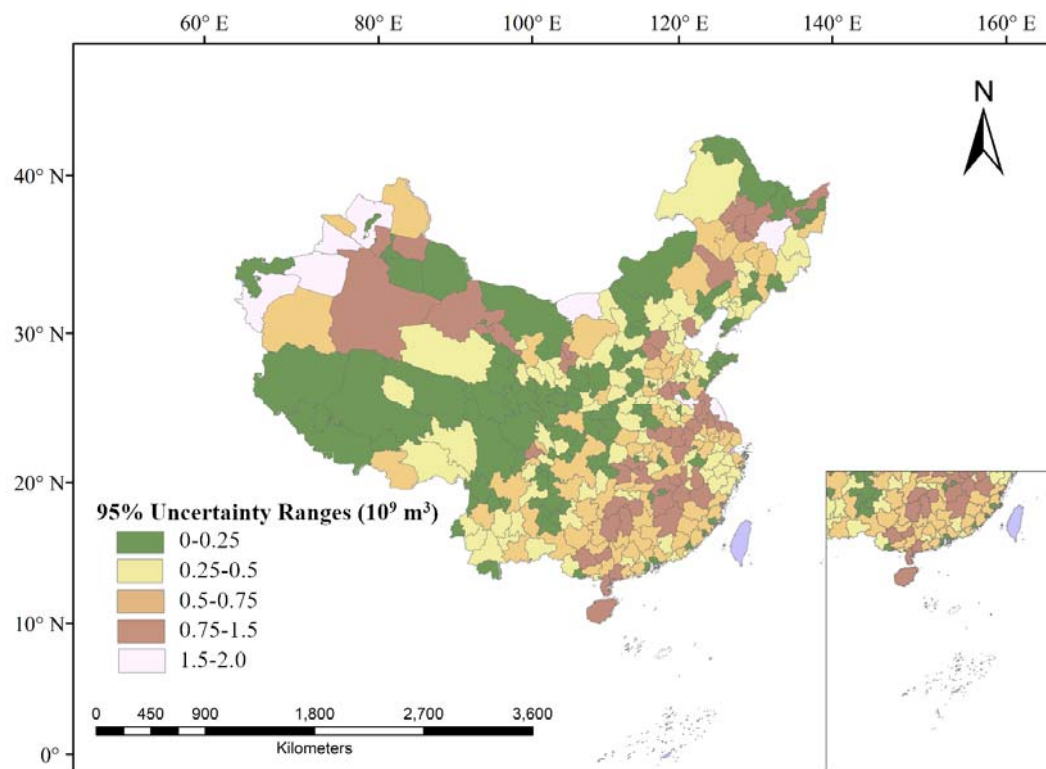 60° E 80° E 100° E 120° E 140° E 160° E
N
40° N
30° N
20° N
10° N
0°
95% Uncertainty Ranges (10⁹ m³)
0-0.25
0.25-0.5
0.5-0.75
0.75-1.5
1.5-2.0
0 450 900 1,800 2,700 3,600
Kilometers